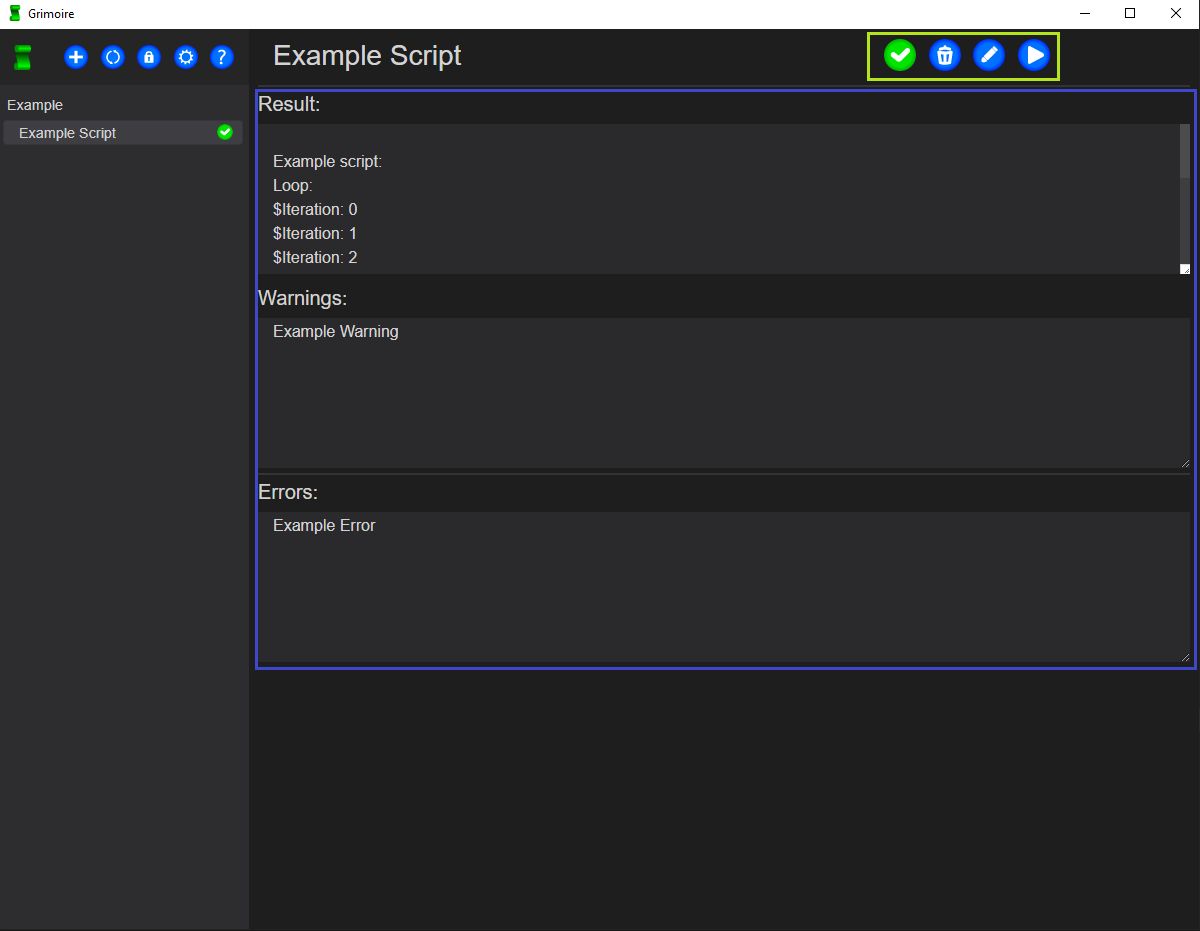 Grimoire
Example Script
Example
Example Script
Result:
Example script:
Loop:
$Iteration: 0
$Iteration: 1
$Iteration: 2
Warnings:
Example Warning
Errors:
Example Error